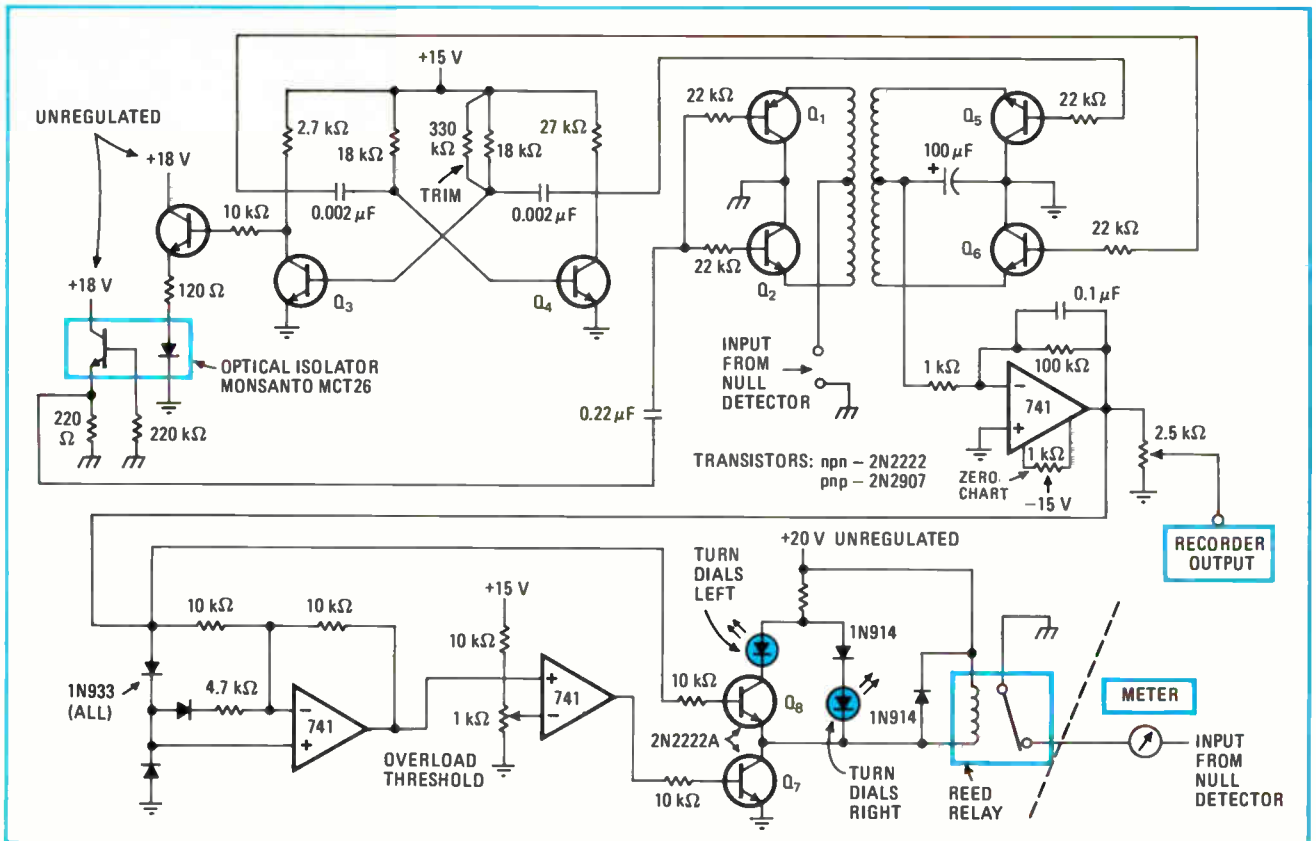 +15 V
UNREGULATED
+18 V
2.7 kΩ
18 kΩ
330
kΩ
18 kΩ
27 kΩ
TRIM
0.002 µF
0.002 µF
10 kΩ
120 Ω
Q3
Q4
+18 V
OPTICAL ISOLATOR
MONSANTO MCT26
220
Ω
220 kΩ
22 kΩ
Q1
Q5
22 kΩ
100 µF
+
22 kΩ
Q2
Q6
22 kΩ
0.22 µF
INPUT
FROM
NULL
DETECTOR
0.1 µF
1 kΩ
100 kΩ
−
741
+
1 kΩ
ZERO
CHART
−15 V
2.5 kΩ
TRANSISTORS: npn – 2N2222
pnp – 2N2907
RECORDER
OUTPUT
10 kΩ
10 kΩ
1N933
(ALL)
4.7 kΩ
−
741
+
+15 V
10 kΩ
1 kΩ
OVERLOAD
THRESHOLD
+
741
−
10 kΩ
10 kΩ
+20 V UNREGULATED
TURN
DIALS
LEFT
1N914
Q8
2N2222A
Q7
1N914
TURN
DIALS
RIGHT
REED
RELAY
METER
INPUT
FROM
NULL
DETECTOR